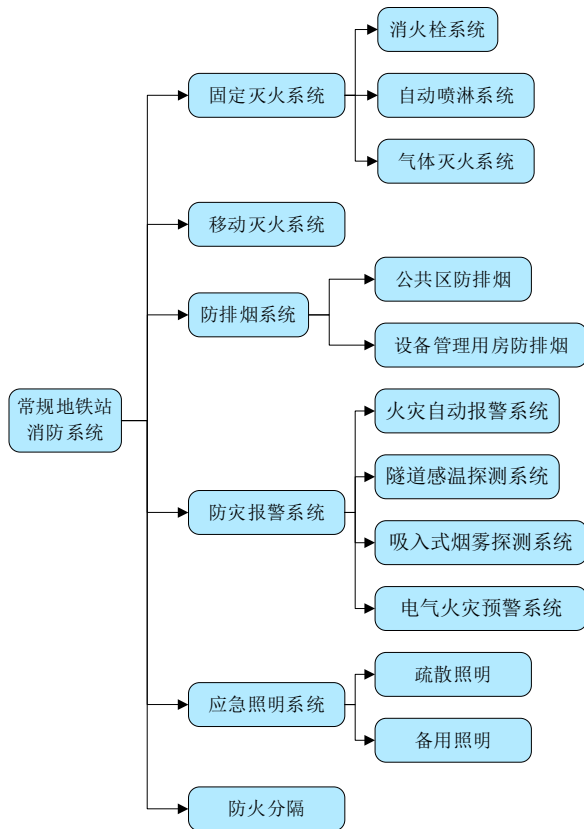 常规地铁站
消防系统
固定灭火系统
消火栓系统
自动喷淋系统
气体灭火系统
移动灭火系统
防排烟系统
公共区防排烟
设备管理用房防排烟
防灾报警系统
火灾自动报警系统
隧道感温探测系统
吸入式烟雾探测系统
电气火灾预警系统
应急照明系统
疏散照明
备用照明
防火分隔